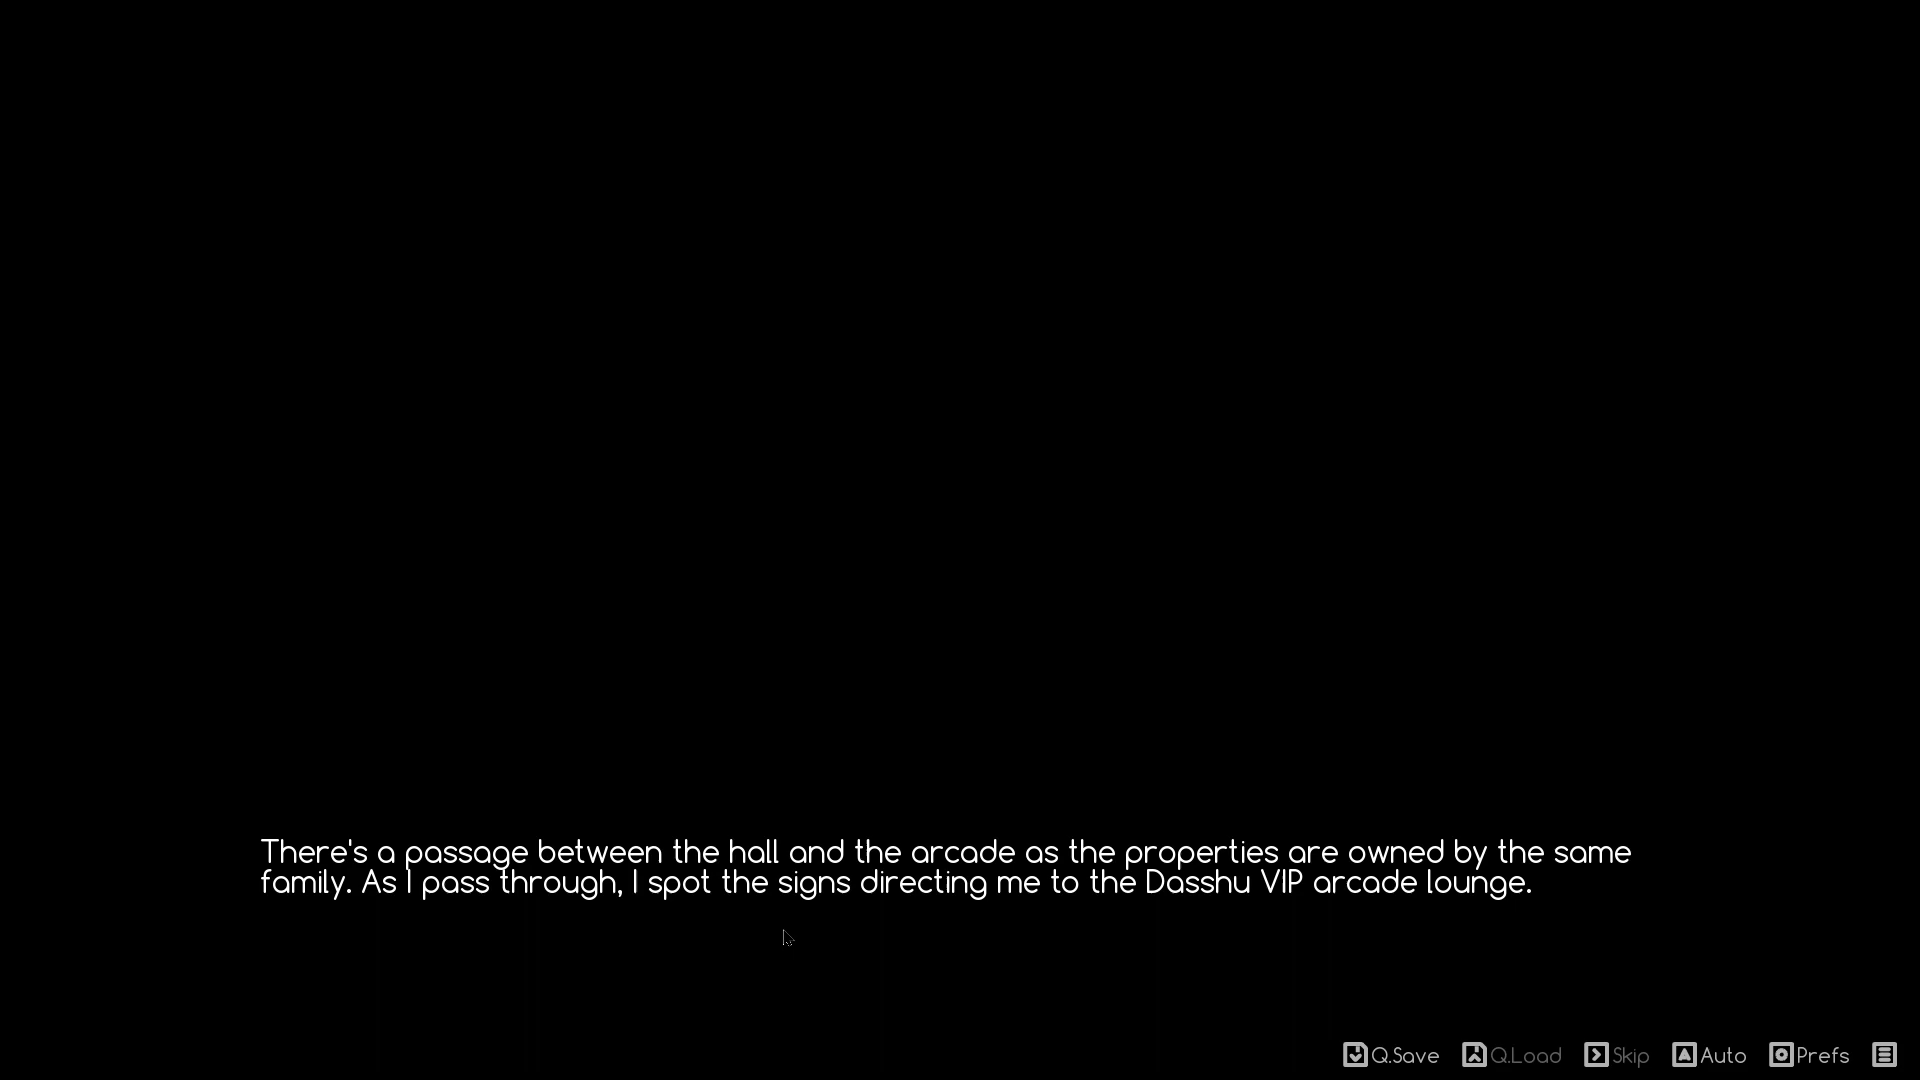 There's a passage between the hall and the arcade as the properties are owned by the same
family. As I pass through, I spot the signs directing me to the Dasshu VIP arcade lounge.
Q.Save Q.Load Skip Auto Prefs